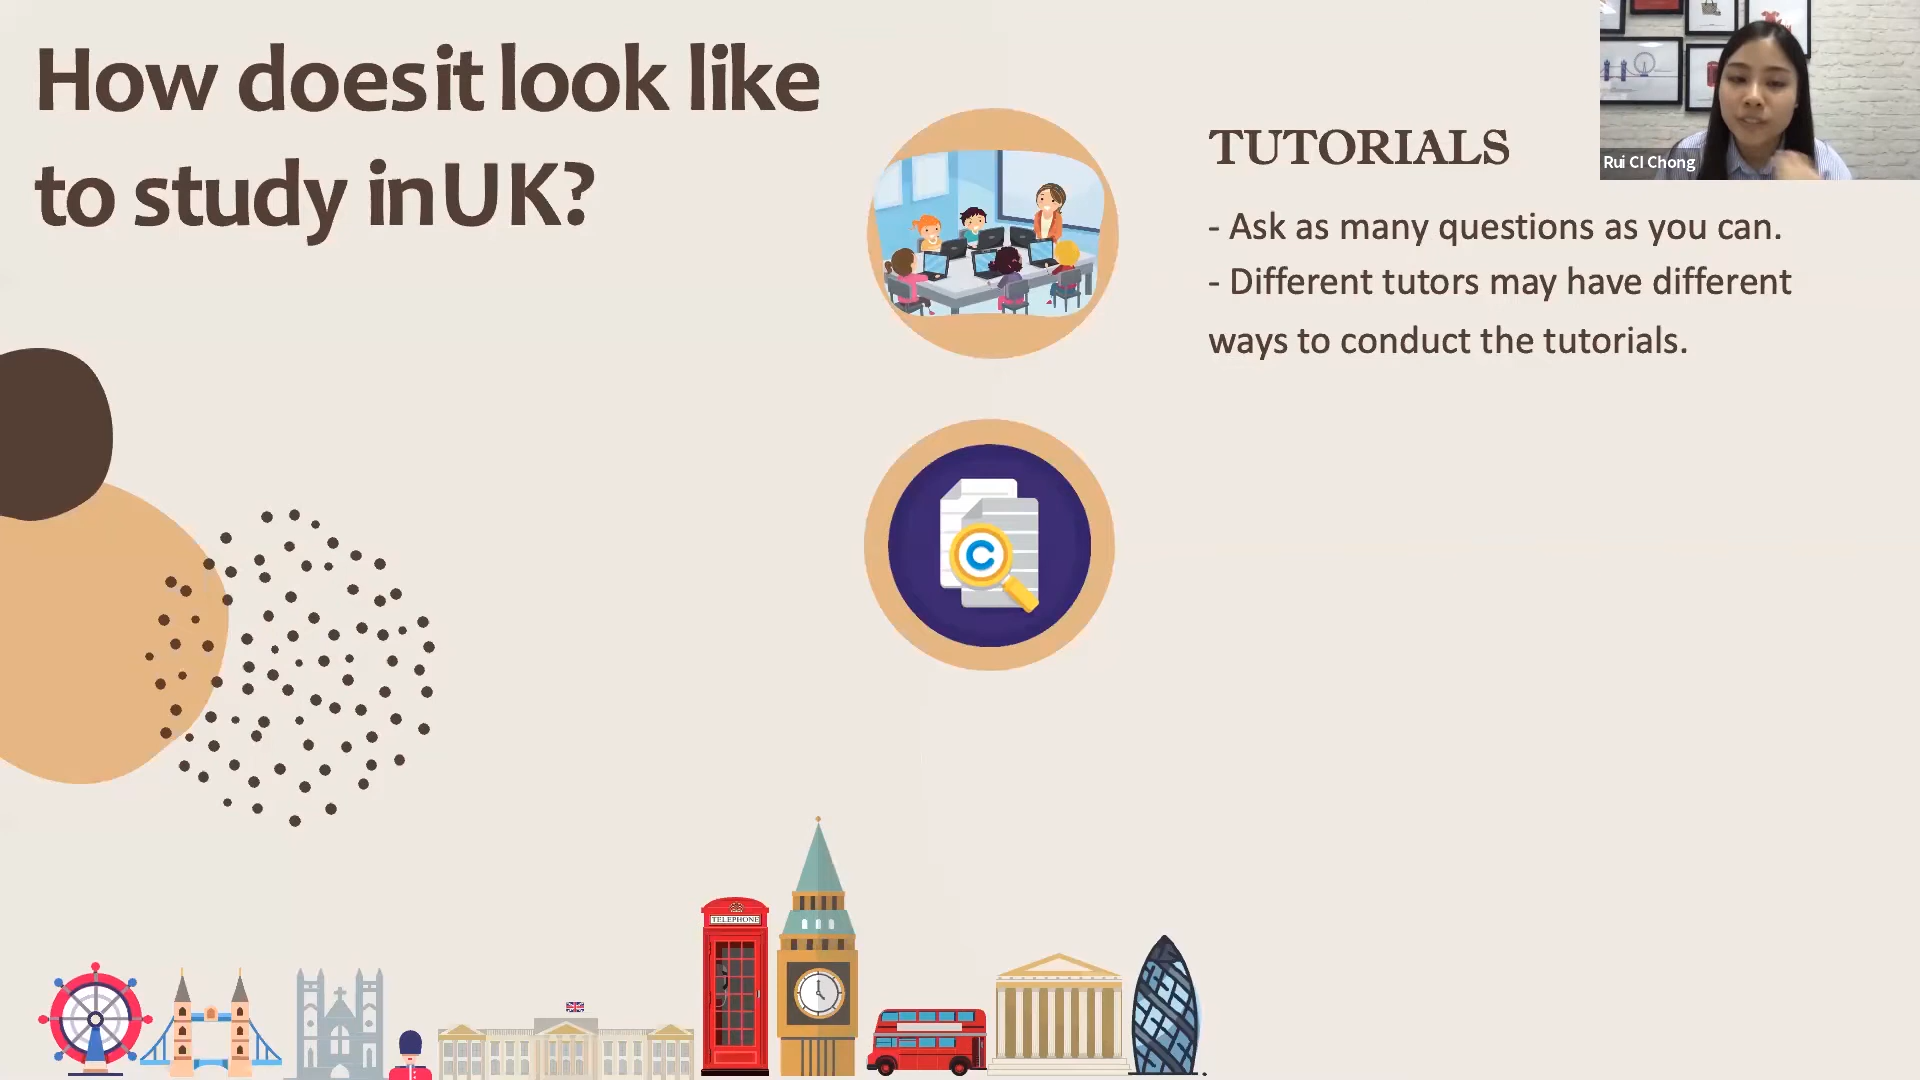 How does it look like
to study in UK?
TUTORIALS
- Ask as many questions as you can.
- Different tutors may have different
ways to conduct the tutorials.
Rui CI Chong
C
TELEPHONE